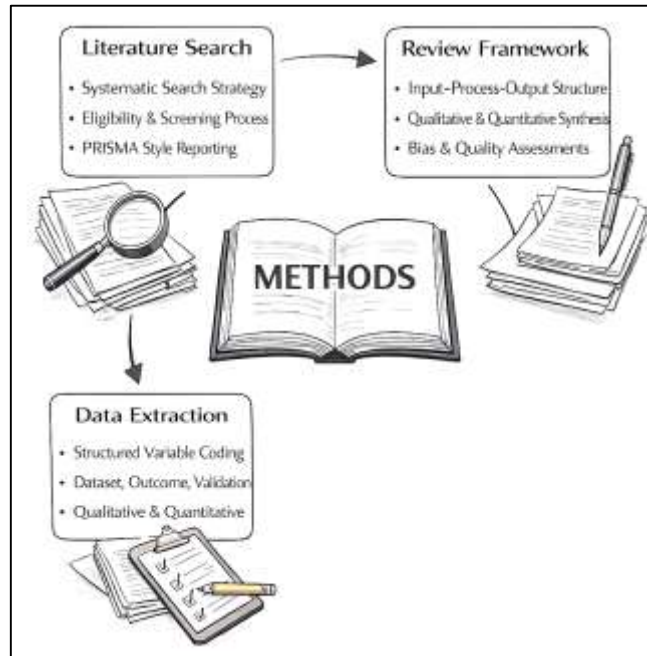 Literature Search
• Systematic Search Strategy
• Eligibility & Screening Process
• PRISMA Style Reporting
Review Framework
• Input-Process-Output Structure
• Qualitative & Quantitative Synthesis
• Bias & Quality Assessments
METHODS
Data Extraction
• Structured Variable Coding
• Dataset, Outcome, Validation
• Qualitative & Quantitative